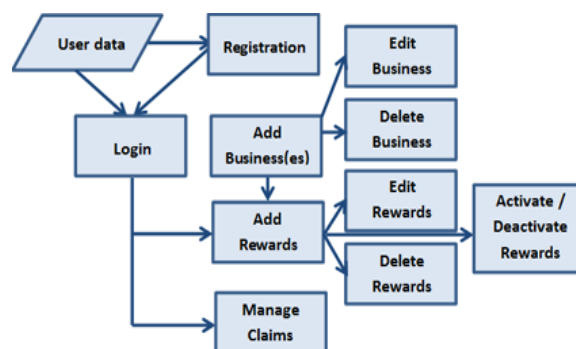 User data
Registration
Edit
Business
Login
Add
Business(es)
Delete
Business
Add
Rewards
Edit
Rewards
Activate /
Deactivate
Rewards
Delete
Rewards
Manage
Claims